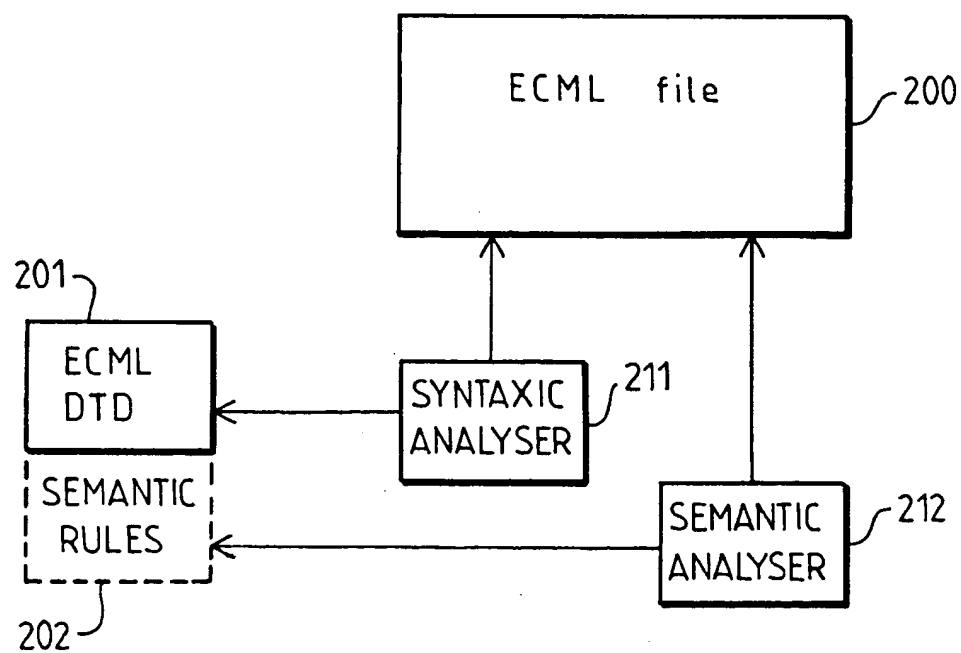 ECML file
200
201
ECML
DTD
SYNTAXIC
ANALYSER
211
SEMANTIC
RULES
SEMANTIC
ANALYSER
212
202